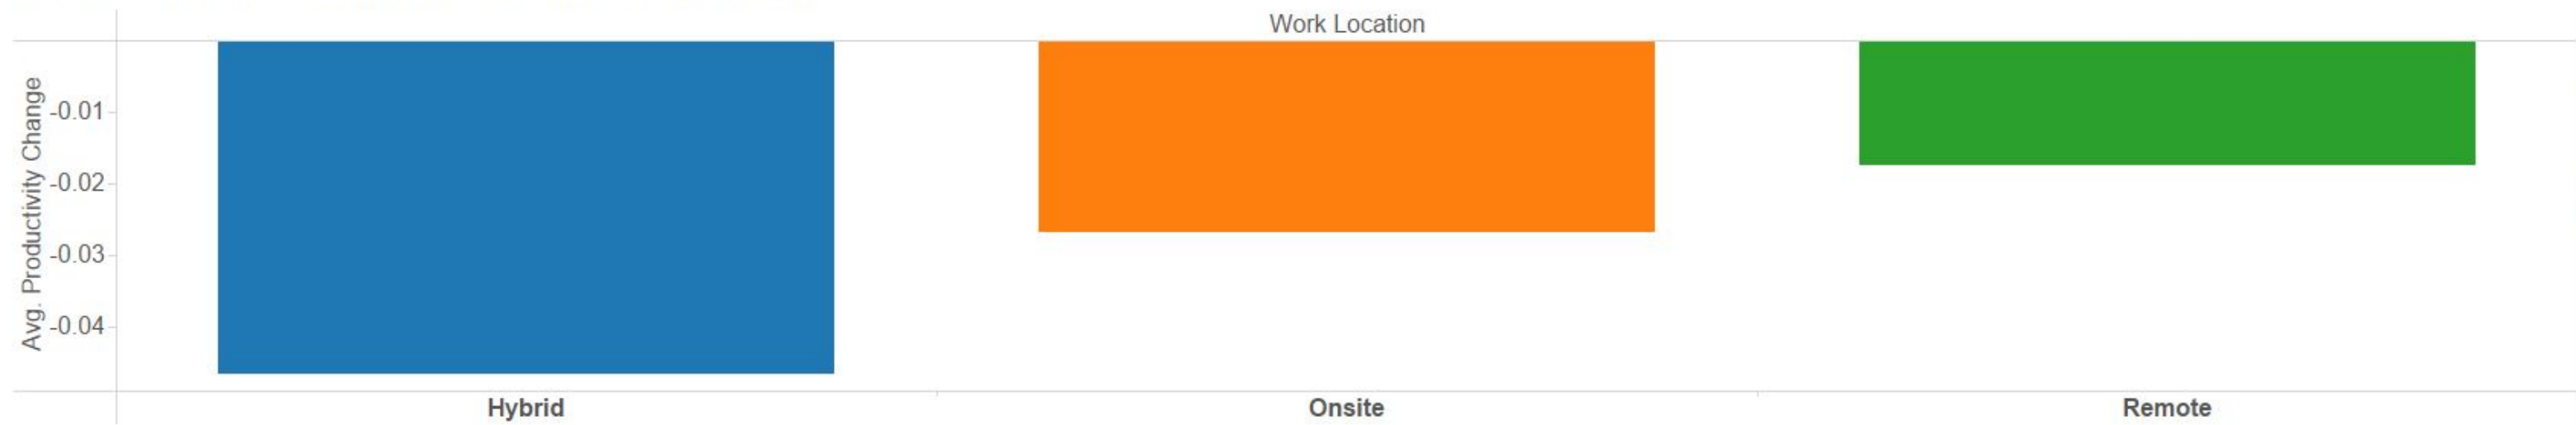 Work Location
Avg. Productivity Change
-0.01
-0.02
-0.03
-0.04
Hybrid
Onsite
Remote